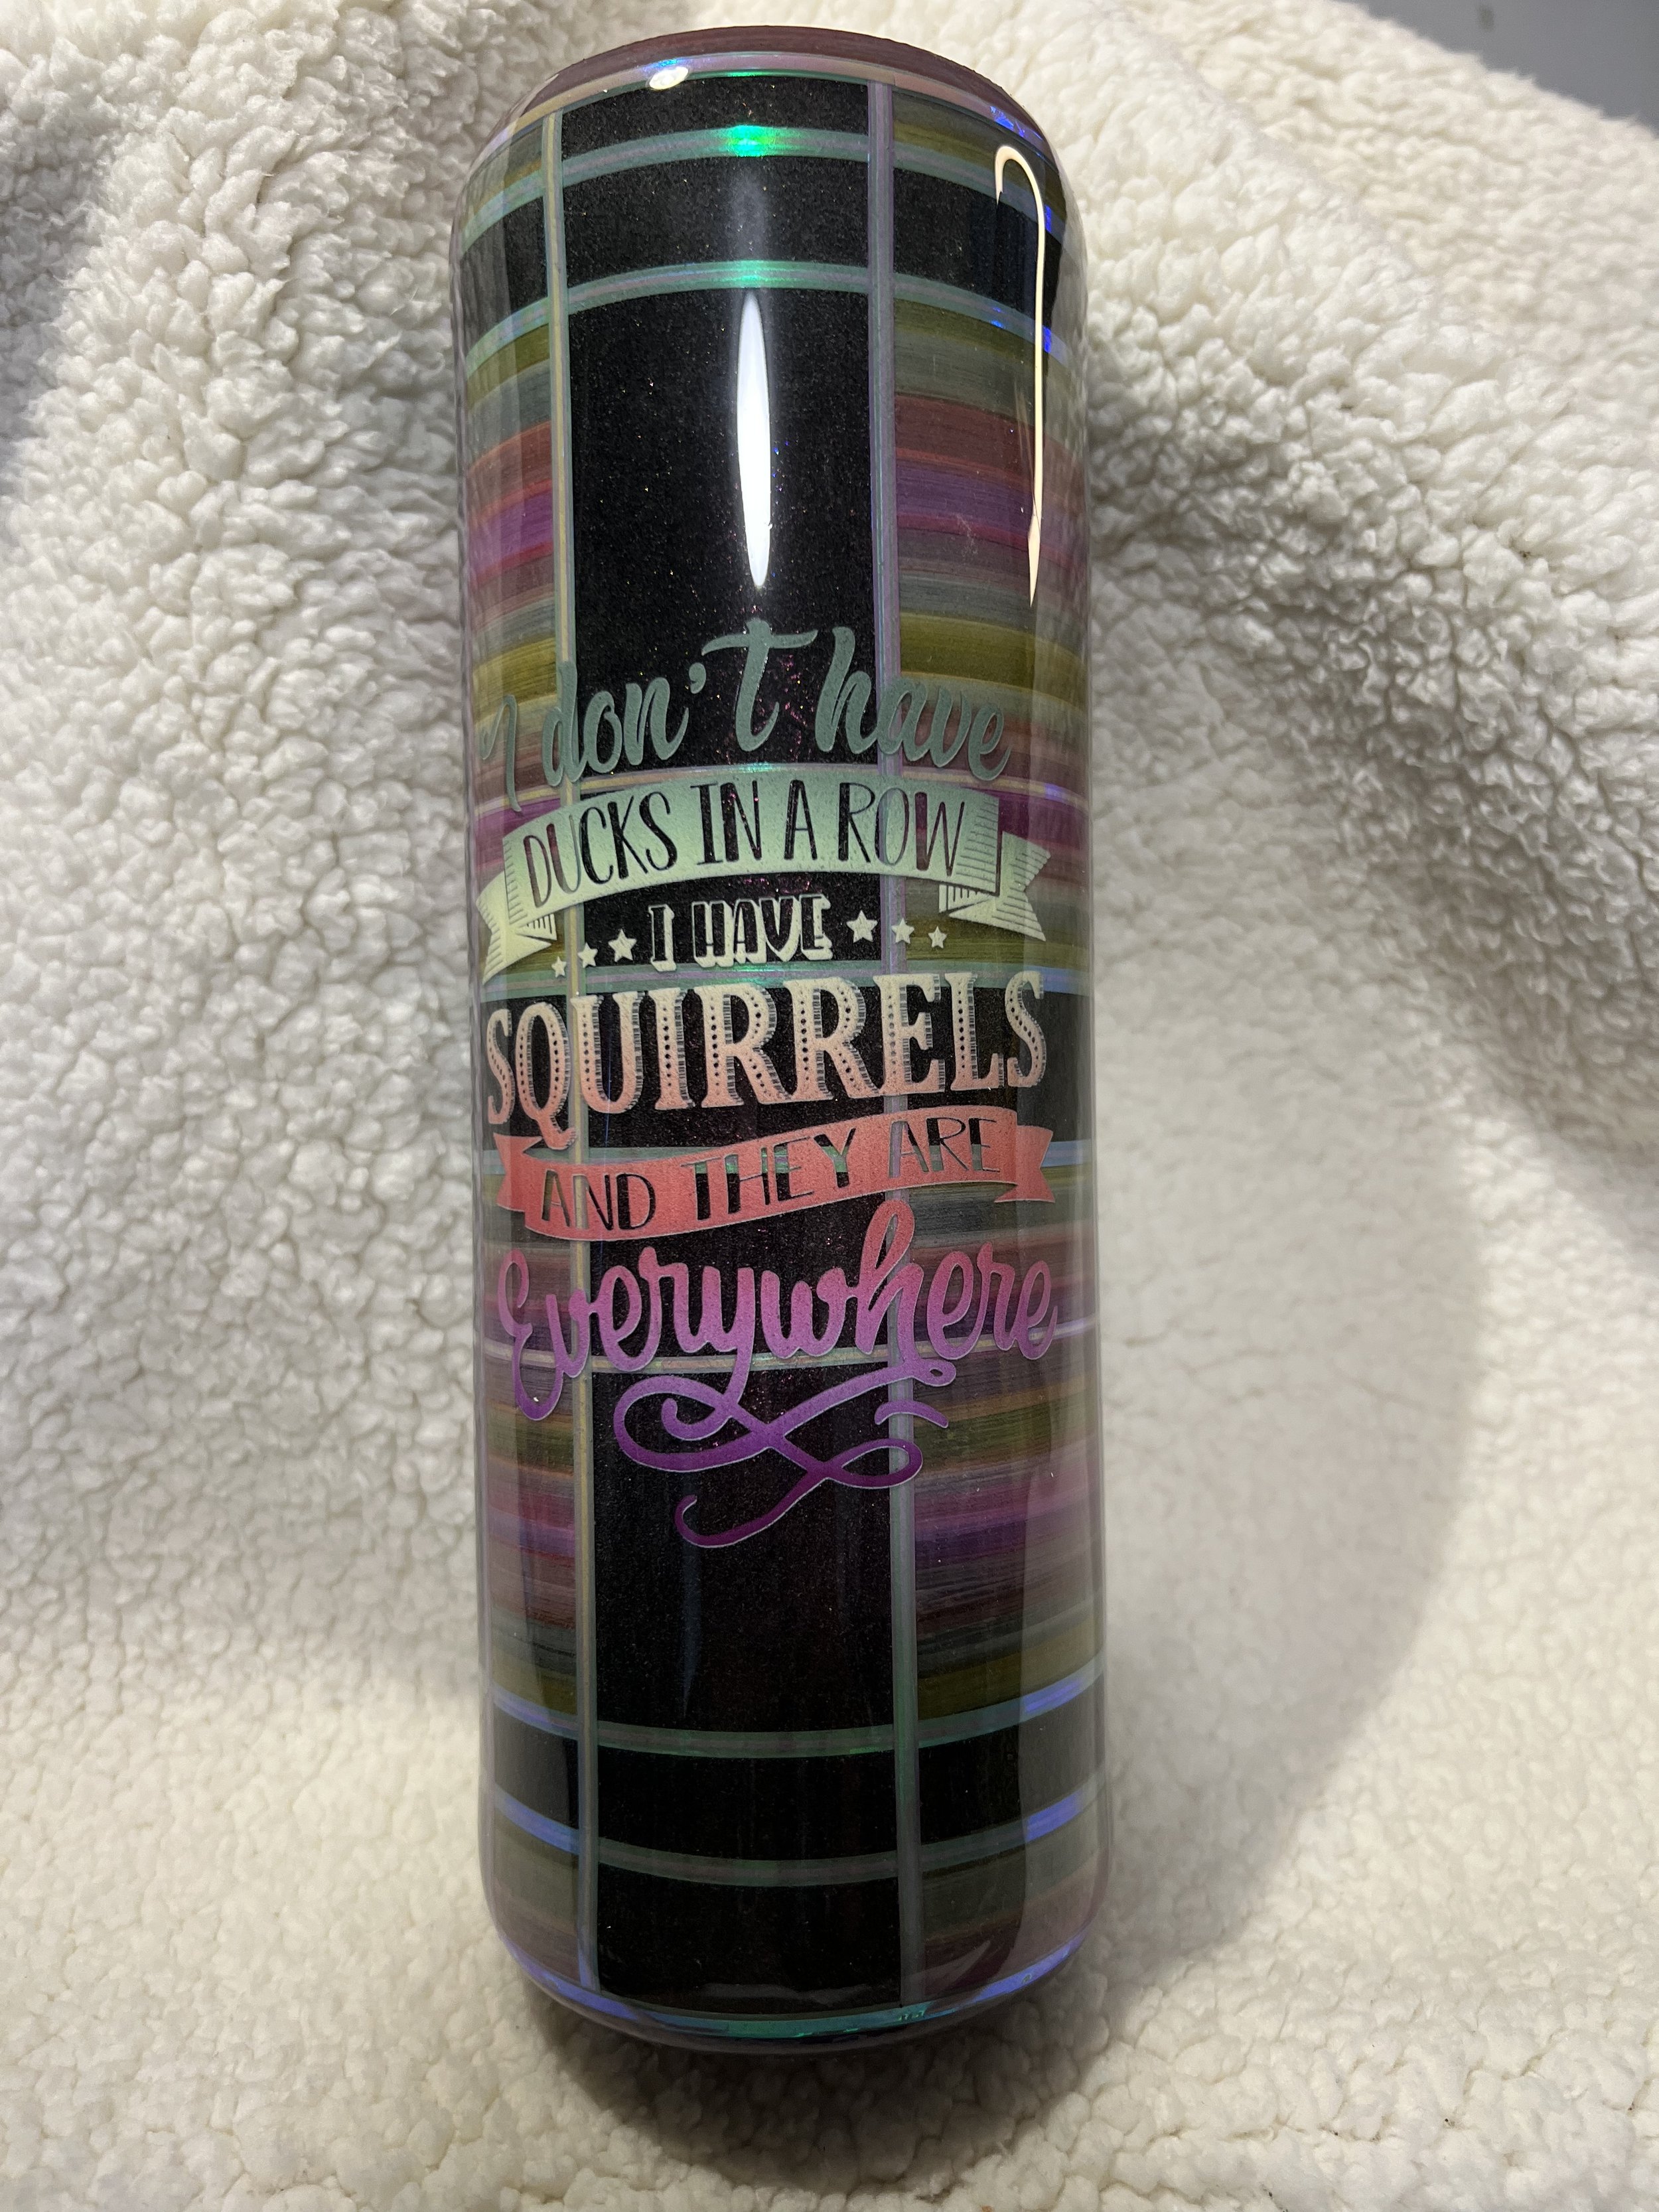 I don't have
DUCKS IN A ROW
I HAVE
SQUIRRELS
AND THEY ARE
Everywhere